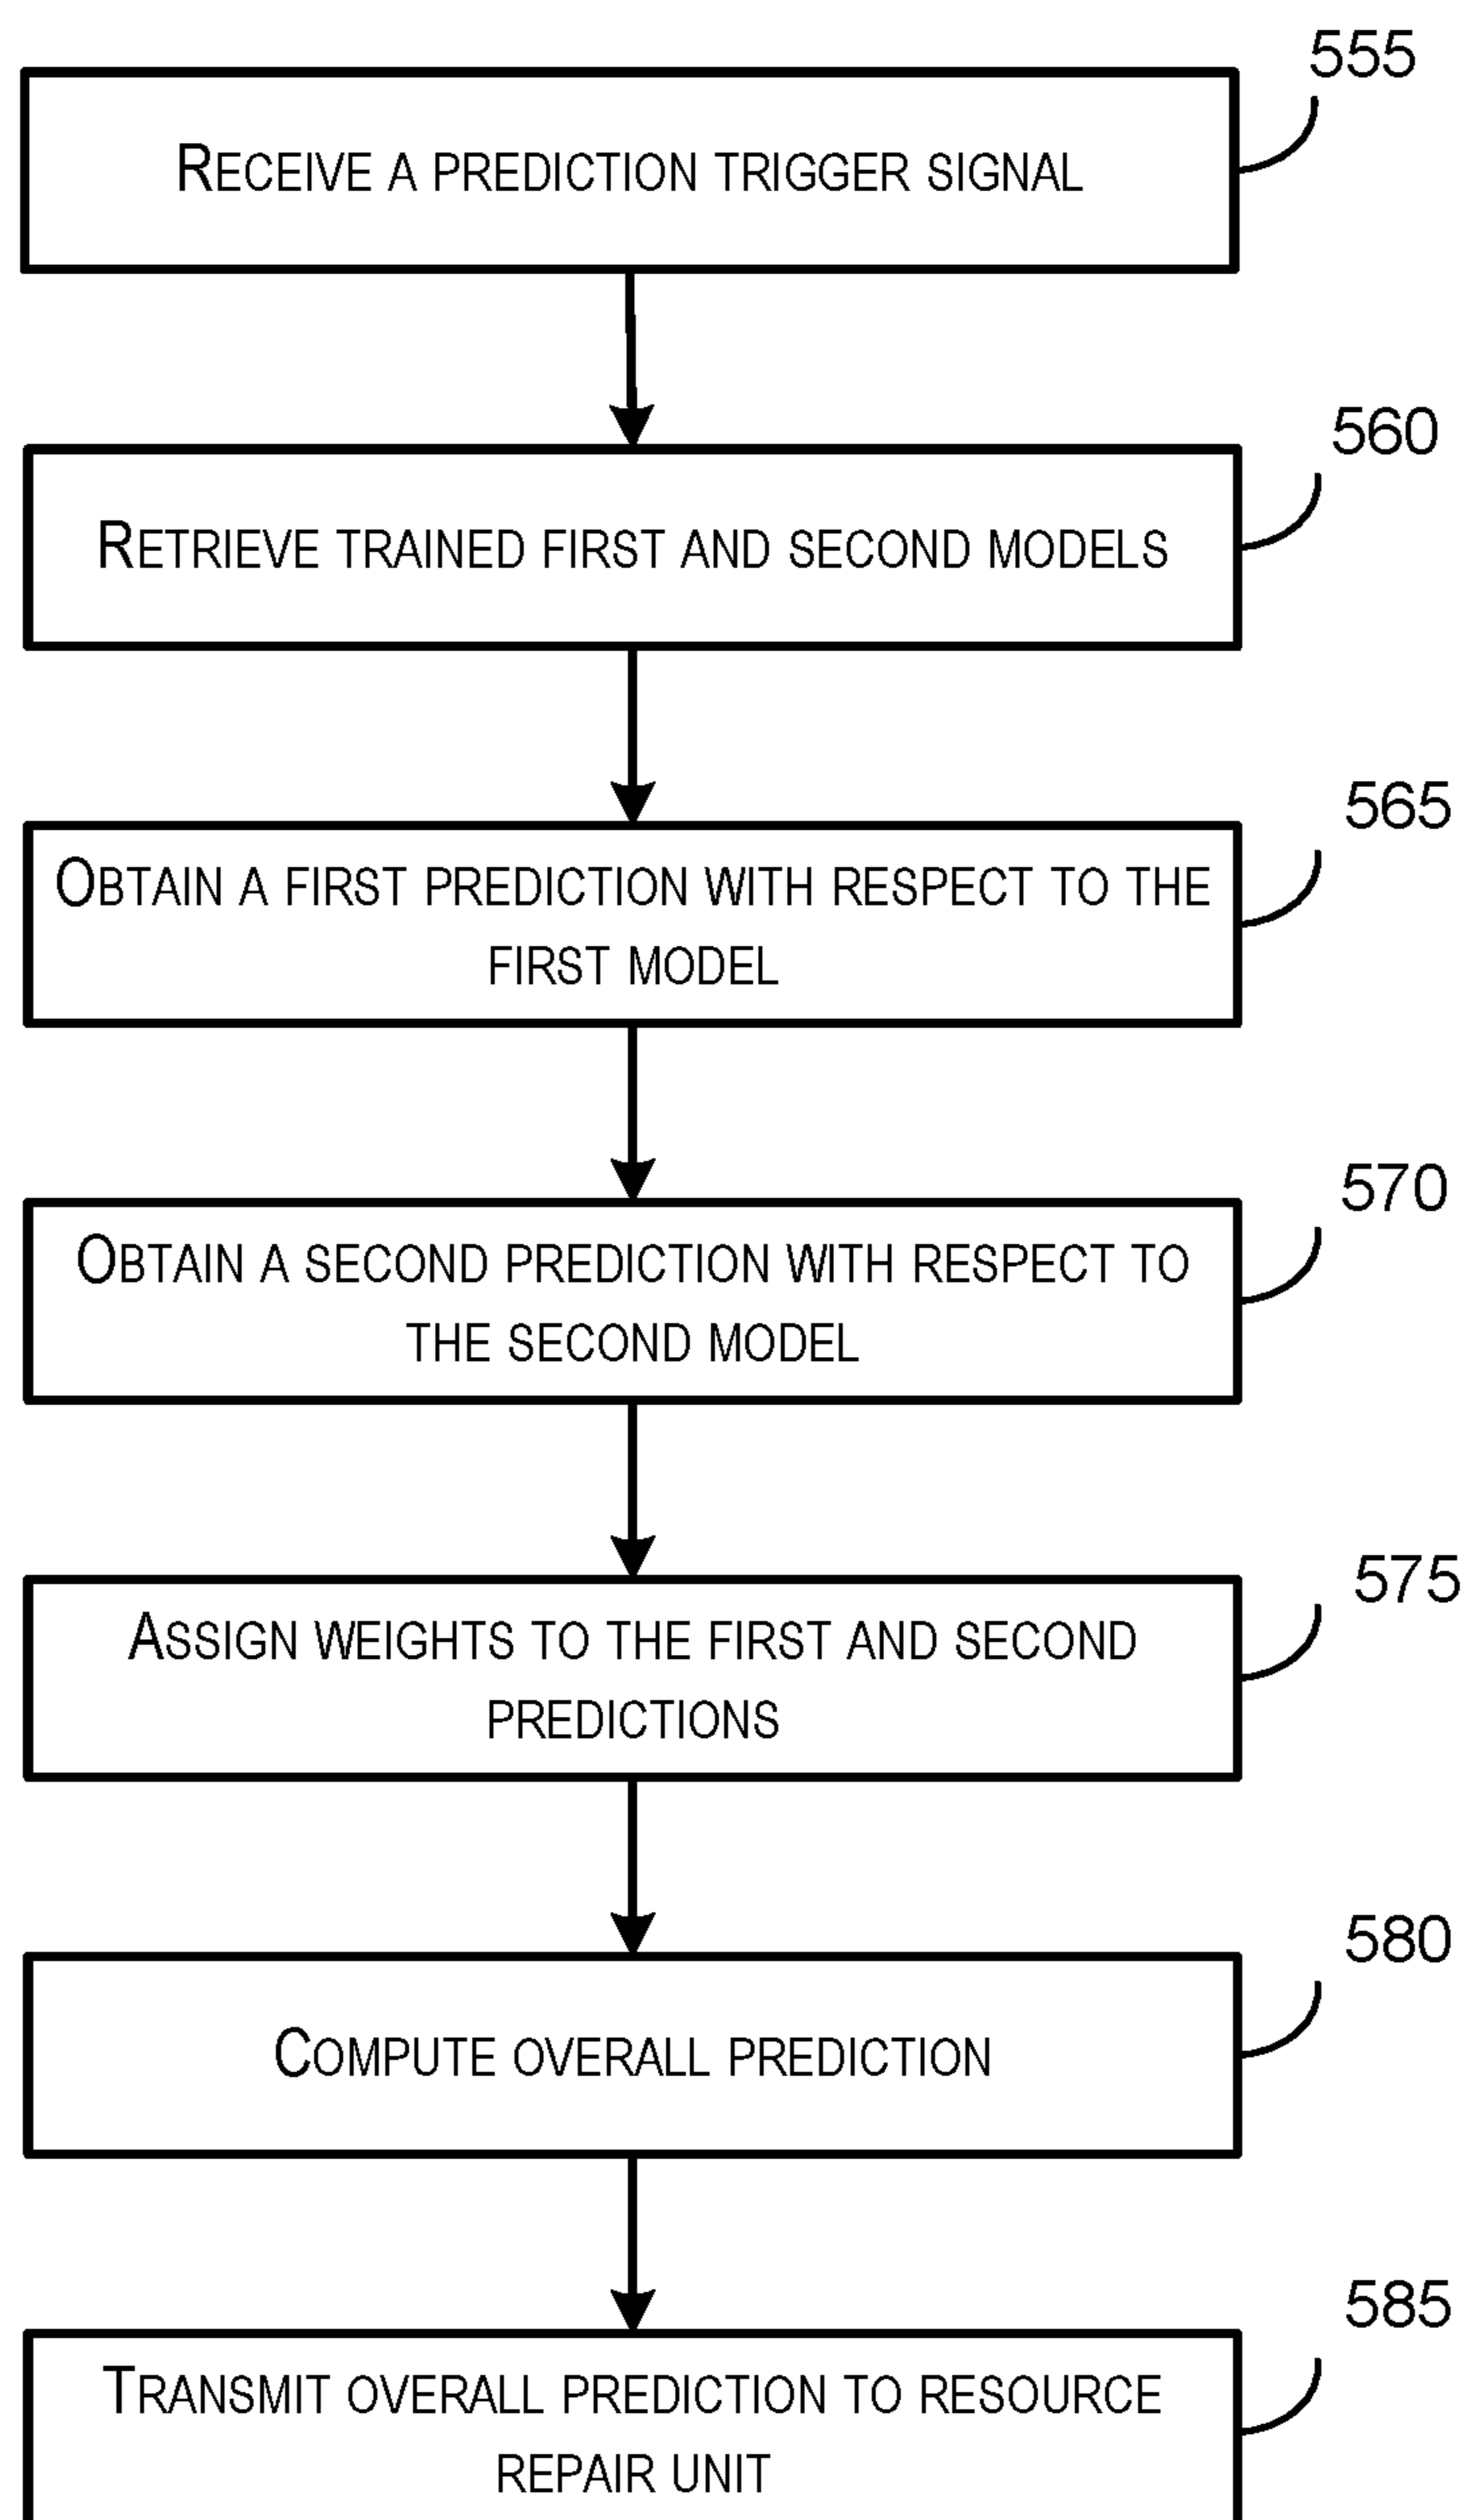 555
RECEIVE A PREDICTION TRIGGER SIGNAL
560
RETRIEVE TRAINED FIRST AND SECOND MODELS
565
OBTAIN A FIRST PREDICTION WITH RESPECT TO THE
FIRST MODEL
570
OBTAIN A SECOND PREDICTION WITH RESPECT TO
THE SECOND MODEL
575
ASSIGN WEIGHTS TO THE FIRST AND SECOND
PREDICTIONS
580
COMPUTE OVERALL PREDICTION
585
TRANSMIT OVERALL PREDICTION TO RESOURCE
REPAIR UNIT